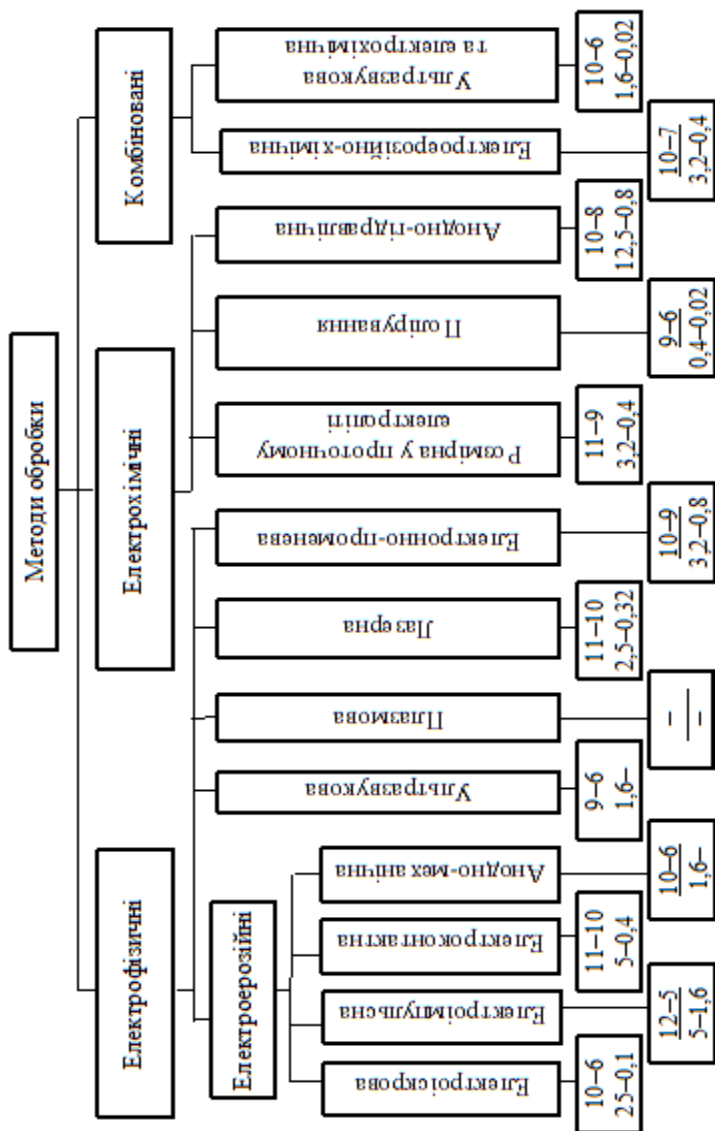 Методи обробки
Електрофізичні
Електрохімічні
Комбіновані
Електроерозійні
Електроіскрова
Електроімпульсна
Електроконтактна
Анодно-механічна
Ультразвукова
Плазмова
Лазерна
Електронно-променева
Розмірна у проточному
електроліті
Полірування
Анодно-гідравлічна
Електроерозійно-хімічна
Ультразвукова
та електрохімічна
10–6
25–0,1
12–5
5–1,6
11–10
5–0,4
10–6
1,6–
9–6
1,6–
–
–
11–10
2,5–0,32
10–9
3,2–0,8
11–9
3,2–0,4
9–6
0,4–0,02
10–8
12,5–0,8
10–7
3,2–0,4
10–6
1,6–0,02